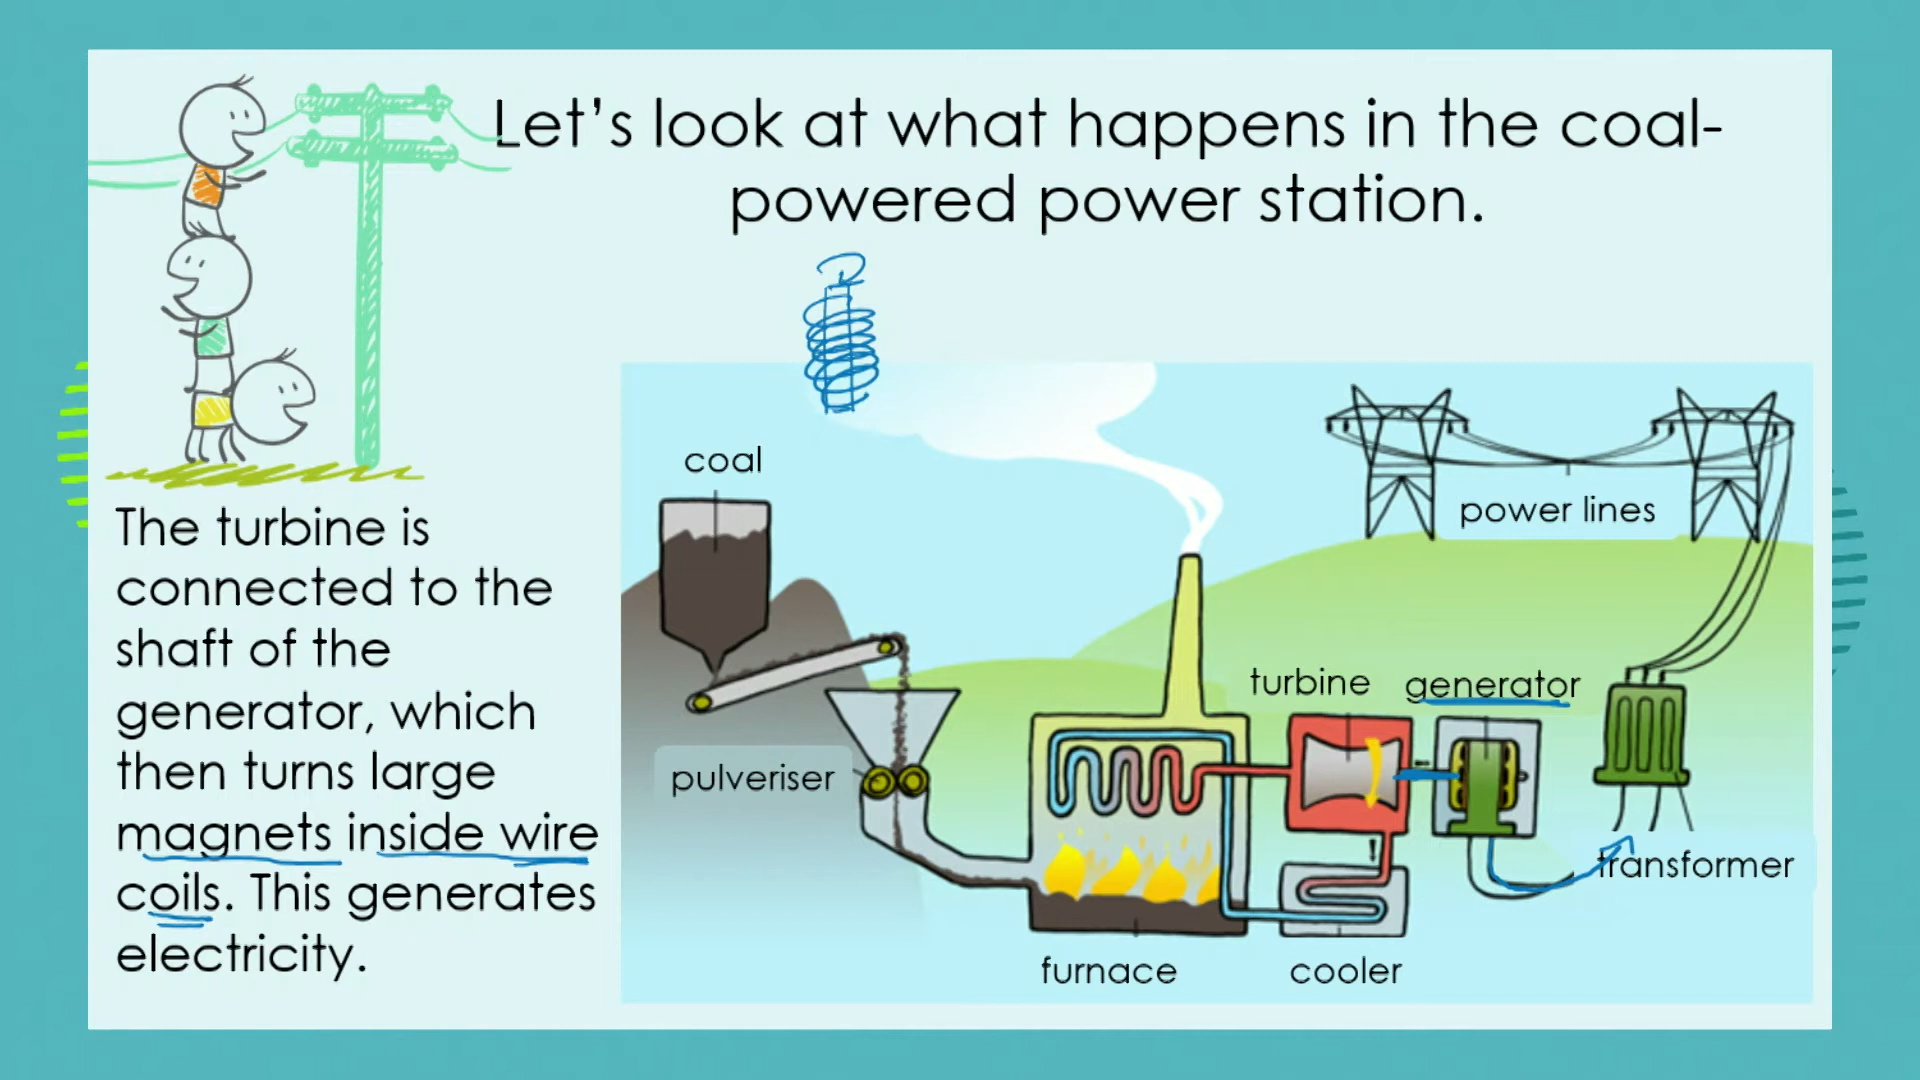 Let's look at what happens in the coal-
powered power station.
The turbine is
connected to the
shaft of the
generator, which
then turns large
magnets inside wire
coils. This generates
electricity.
coal
power lines
turbine
generator
pulveriser
transformer
furnace
cooler